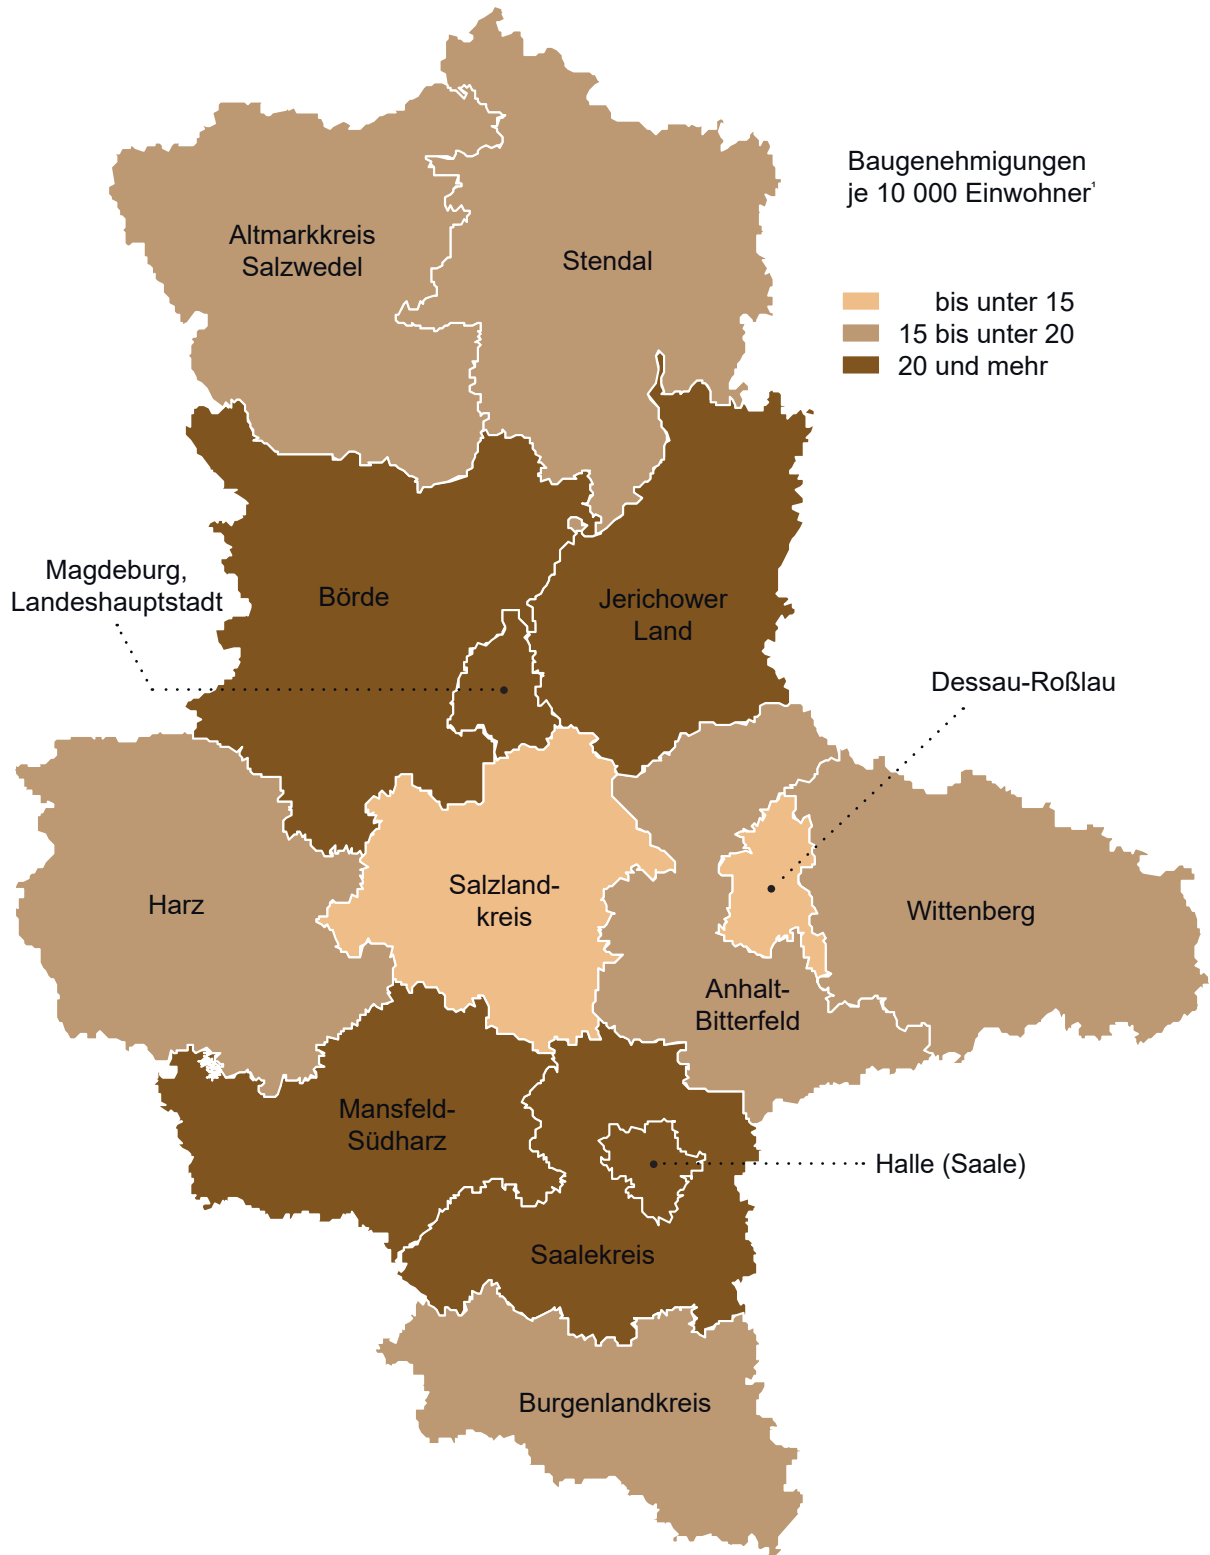 Baugenehmigungen
je 10 000 Einwohner¹
bis unter 15
15 bis unter 20
20 und mehr
Altmarkkreis
Salzwedel
Stendal
Magdeburg,
Landeshauptstadt
Börde
Jerichower
Land
Dessau-Roßlau
Harz
Salzland-
kreis
Wittenberg
Anhalt-
Bitterfeld
Mansfeld-
Südharz
Halle (Saale)
Saalekreis
Burgenlandkreis